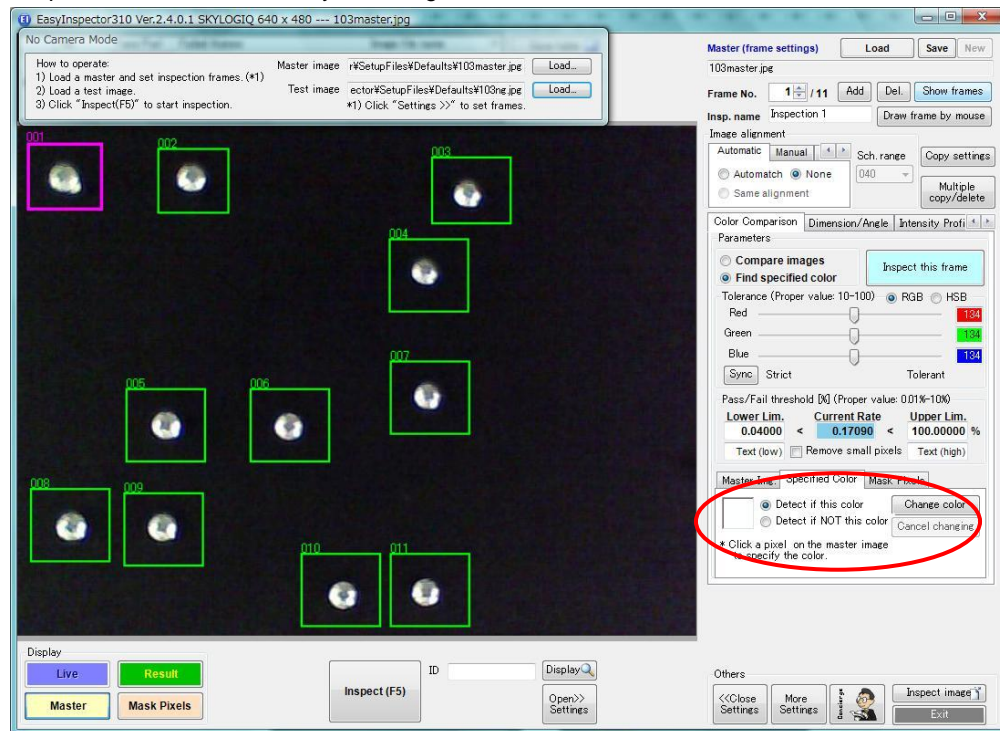 EasyInspector310 Ver.2.4.0.1 SKYLOGIQ 640 x 480 --- 103master.jpg
No Camera Mode
How to operate:
1) Load a master and set inspection frames. (*1)
2) Load a test image.
3) Click "Inspect(F5)" to start inspection.
Master image r¥SetupFiles¥Defaults¥103master.jpg Load...
Test image ector¥SetupFiles¥Defaults¥103ng.jpg Load...
*1) Click "Settings >>" to set frames.
001
002
003
004
007
005
006
008
009
010
011
Display
Live
Result
Master
Mask Pixels
Inspect (F5)
ID
Display
Open>>
Settings
Master (frame settings) Load Save New
103master.jpg
Frame No. 1 / 11 Add Del. Show frames
Insp. name Inspection 1 Draw frame by mouse
Image alignment
Automatic Manual
Sch. range
Copy settings
Automatch None
040
Same alignment
Multiple
copy/delete
Color Comparison Dimension/Angle Intensity Profi
Parameters
Compare images
Find specified color
Inspect this frame
Tolerance (Proper value: 10-100) RGB HSB
Red 134
Green 134
Blue 134
Sync Strict Tolerant
Pass/Fail threshold [%] (Proper value: 0.01%-10%)
Lower Lim. Current Rate Upper Lim.
0.04000 < 0.17090 < 100.00000 %
Text (low) Remove small pixels Text (high)
Master Img. Specified Color Mask Pixels
Detect if this color Change color
Detect if NOT this color Cancel changing
* Click a pixel on the master image
to specify the color.
Others
<<Close
Settings
More
Settings
Inspect image
Exit